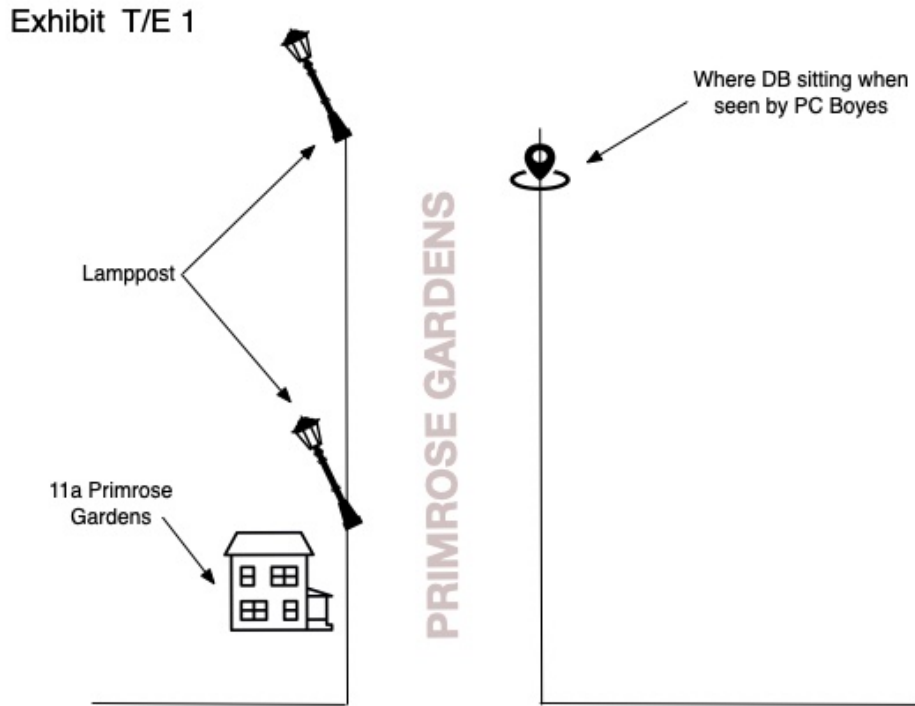 Exhibit T/E 1
Where DB sitting when
seen by PC Boyes
Lamppost
PRIMROSE GARDENS
11a Primrose
Gardens